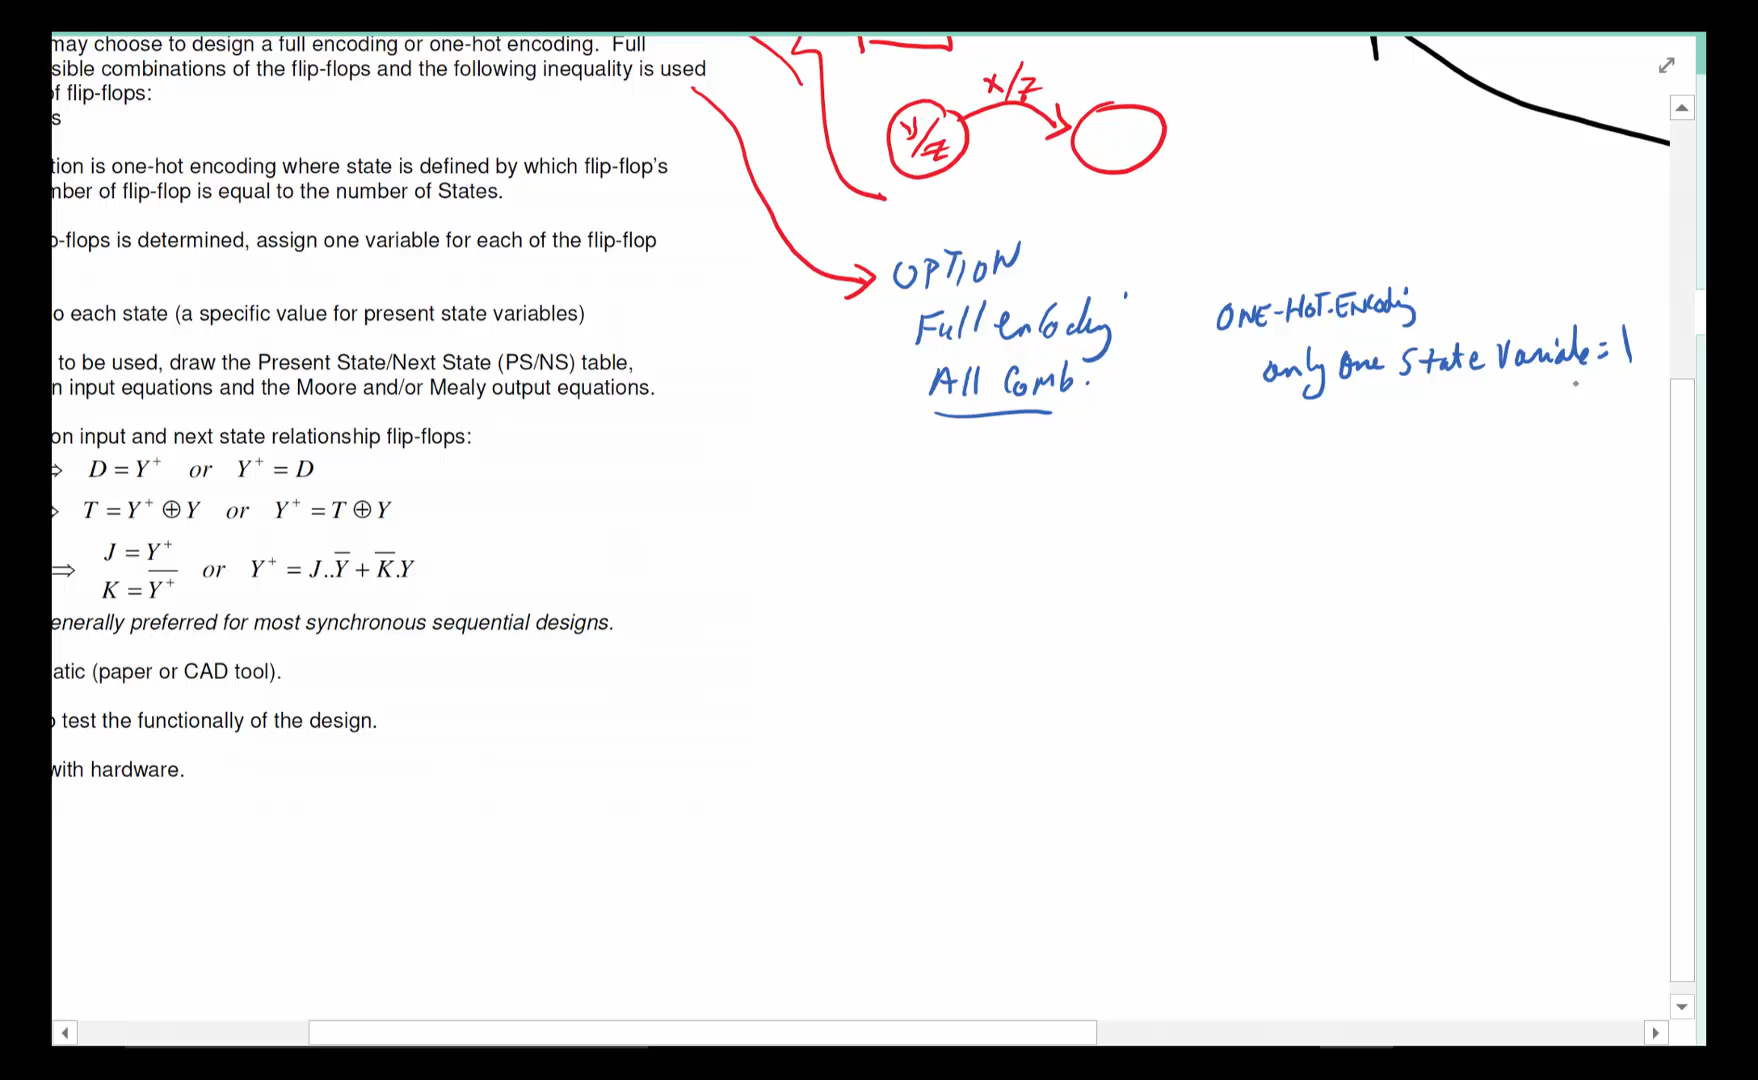 may choose to design a full encoding or one-hot encoding. Full
sible combinations of the flip-flops and the following inequality is used
f flip-flops:
s
tion is one-hot encoding where state is defined by which flip-flop's
nber of flip-flop is equal to the number of States.
o-flops is determined, assign one variable for each of the flip-flop
o each state (a specific value for present state variables)
to be used, draw the Present State/Next State (PS/NS) table,
n input equations and the Moore and/or Mealy output equations.
on input and next state relationship flip-flops:
⇒ D = Y⁺ or Y⁺ = D
⇒ T = Y⁺ ⊕ Y or Y⁺ = T ⊕ Y
⇒ J = Y⁺
K = Y̅⁺ or Y⁺ = J..Y̅ + K̅.Y
enerally preferred for most synchronous sequential designs.
atic (paper or CAD tool).
o test the functionally of the design.
with hardware.
x/z
y/z
OPTION
Full encoding
All Comb.
ONE-HOT-ENcoding
only one State Variable = 1